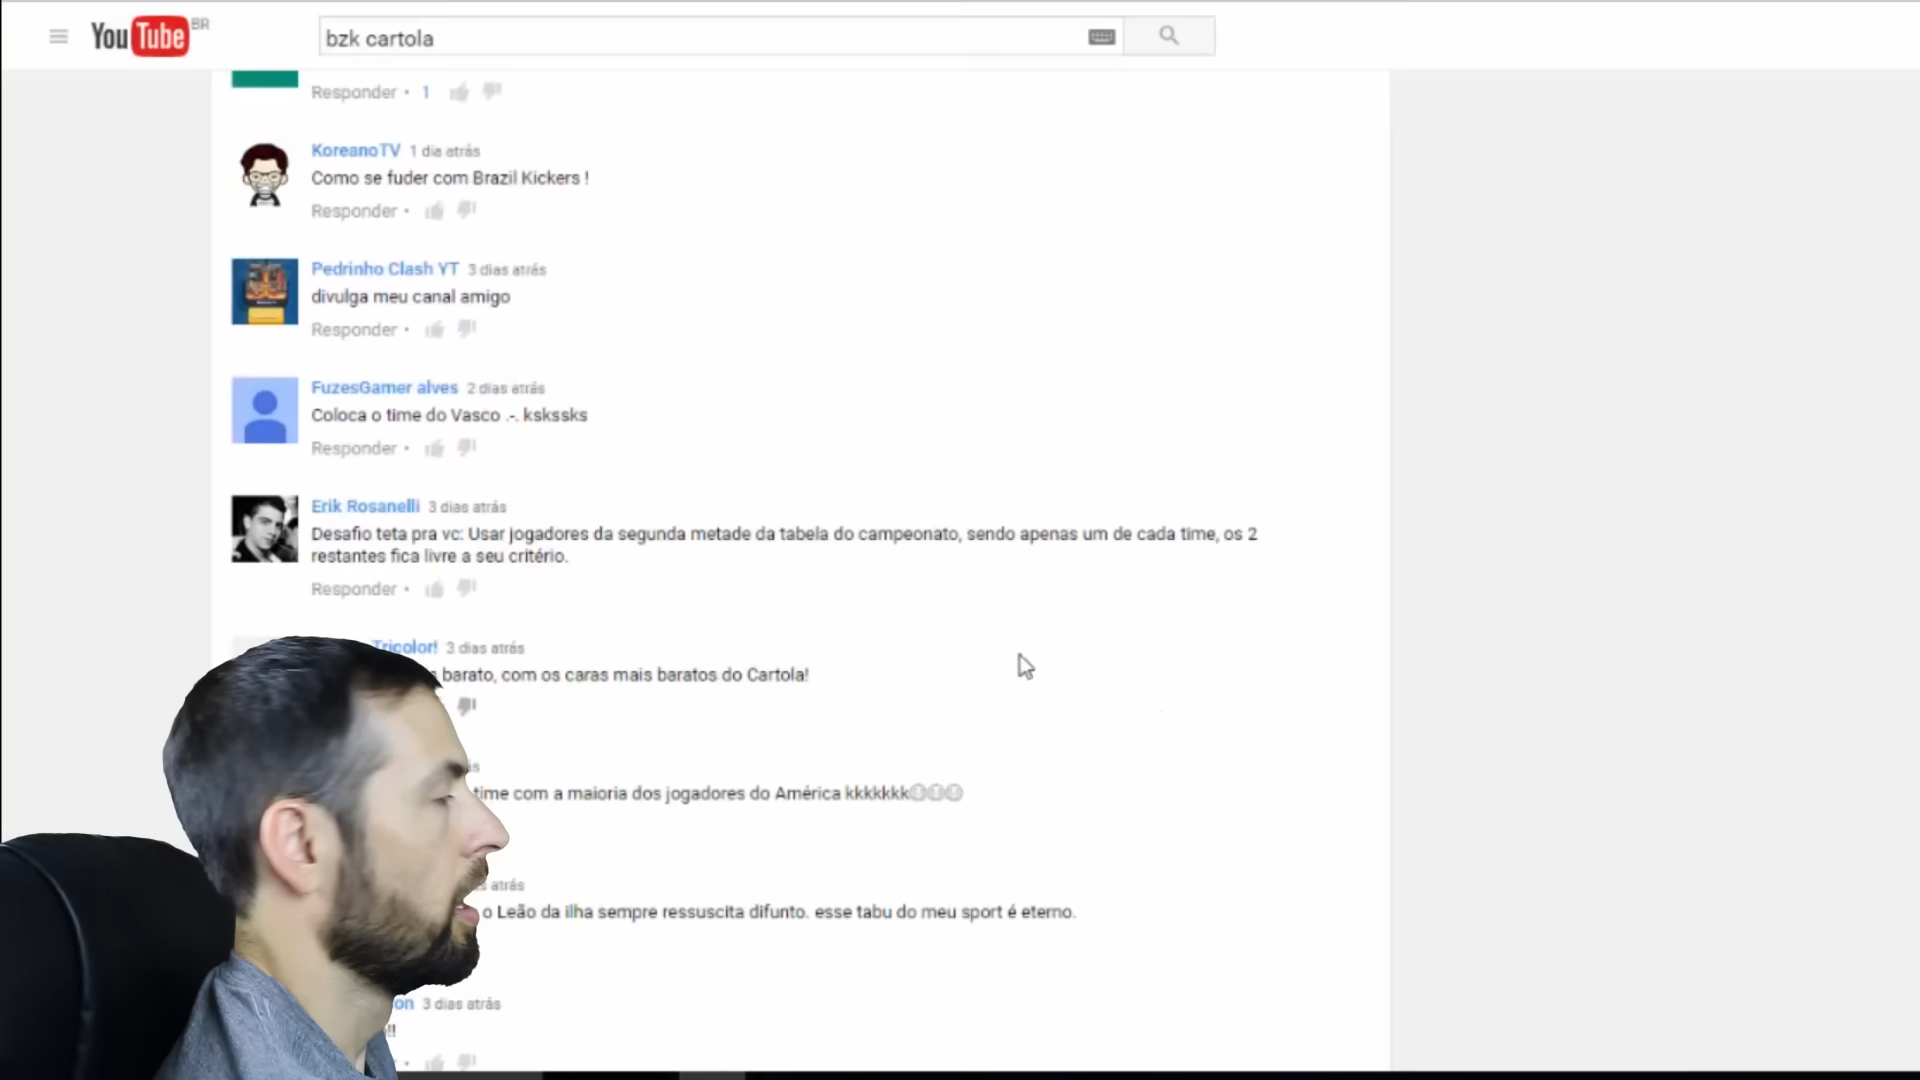 YouTube BR
bzk cartola
Responder • 1
KoreanoTV 1 dia atrás
Como se fuder com Brazil Kickers !
Responder •
Pedrinho Clash YT 3 dias atrás
divulga meu canal amigo
Responder •
FuzesGamer alves 2 dias atrás
Coloca o time do Vasco .-. kskssks
Responder •
Erik Rosanelli 3 dias atrás
Desafio teta pra vc: Usar jogadores da segunda metade da tabela do campeonato, sendo apenas um de cada time, os 2
restantes fica livre a seu critério.
Responder •
Tricolor! 3 dias atrás
barato, com os caras mais baratos do Cartola!
time com a maioria dos jogadores do América kkkkkkk
atrás
o Leão da ilha sempre ressuscita difunto. esse tabu do meu sport é eterno.
on 3 dias atrás
!!